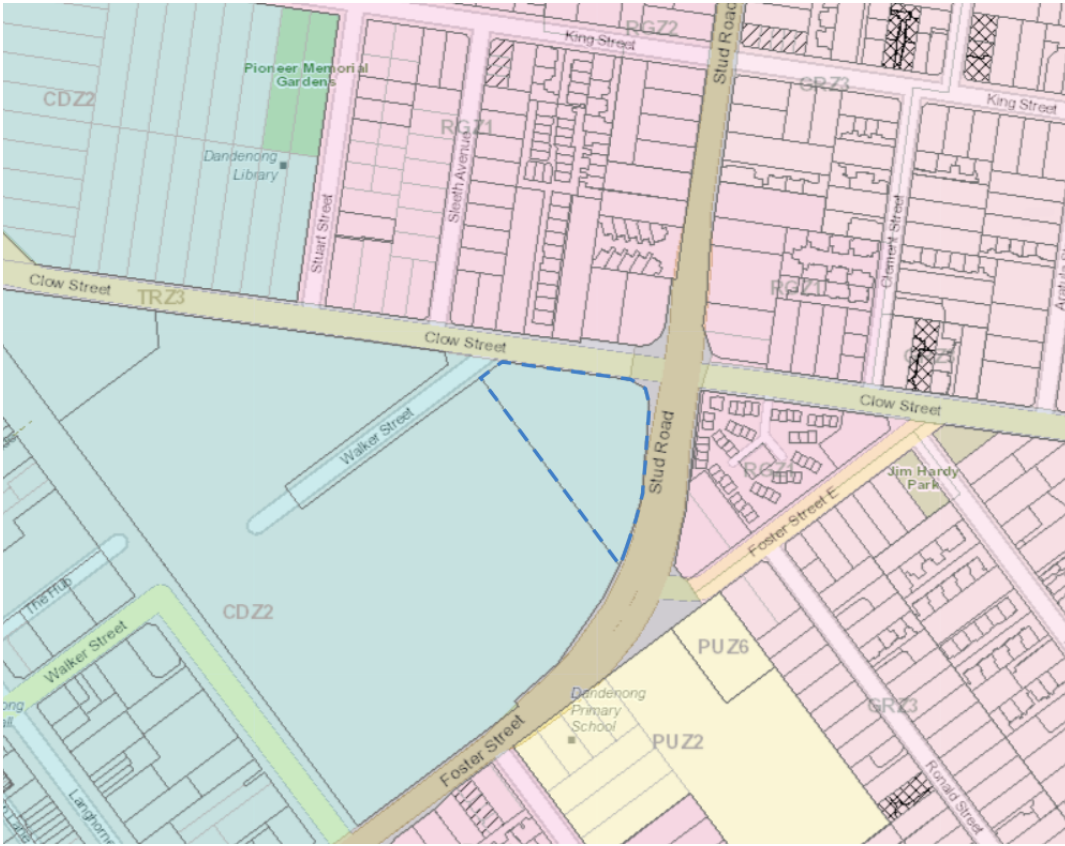 RGZ2
King Street
Stud Road
GRZ3
King Street
Pioneer Memorial
Gardens
CDZ2
RGZ1
Dandenong
Library
Sleeth Avenue
Stuart Street
Clement Street
RGZ1
Clow Street
TRZ3
Clow Street
Clow Street
Walker Street
Stud Road
RGZ1
Jim Hardy
Park
Foster Street E
The Hub
CDZ2
Walker Street
PUZ6
Dandenong
Primary
School
GRZ3
PUZ2
Foster Street
Ronald Street